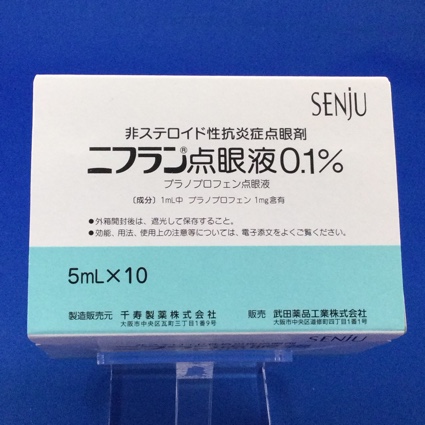 SENJU
非ステロイド性抗炎症点眼剤
ニフラン®点眼液0.1%
プラノプロフェン点眼液
〔成分〕1mL中 プラノプロフェン 1mg含有
●外箱開封後は、遮光して保存すること。
●効能、用法、使用上の注意等については、電子添文をよくご覧ください。
5mL×10
製造販売元 千寿製薬株式会社
大阪市中央区瓦町三丁目1番9号
販売 武田薬品工業株式会社
大阪市中央区道修町四丁目1番1号
SENJU